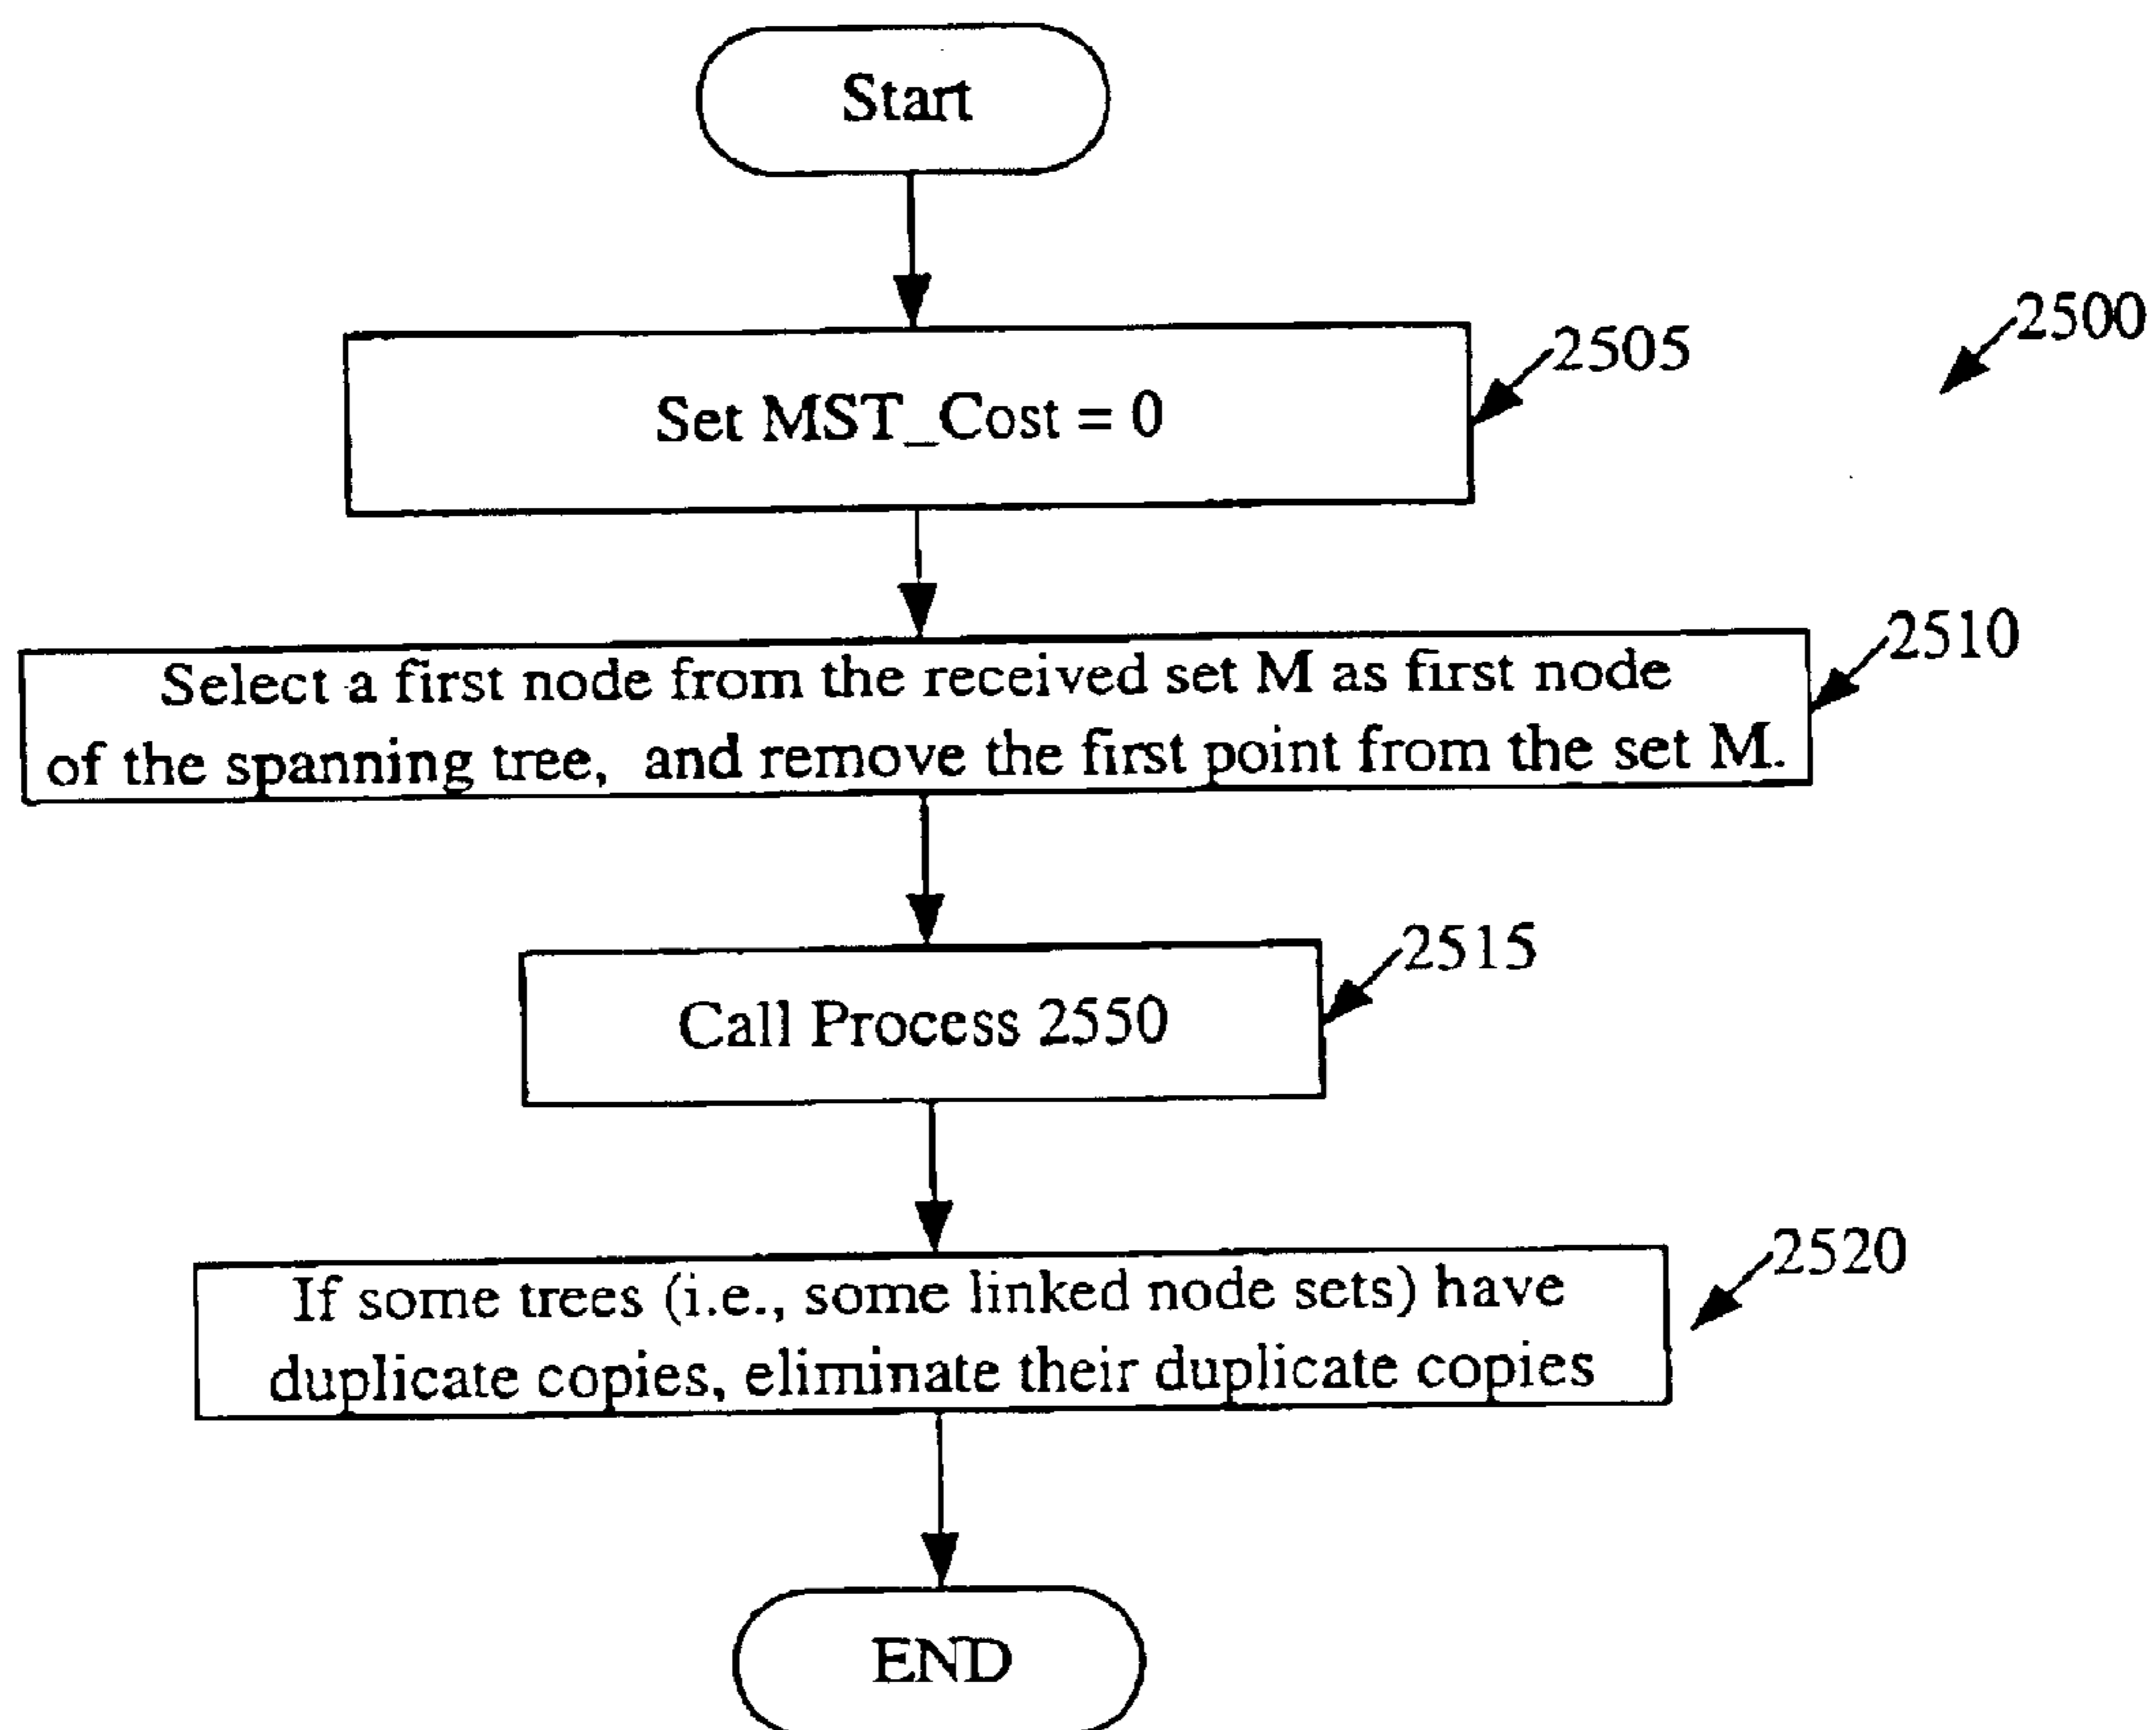 Start
2500
2505
Set MST_Cost = 0
2510
Select a first node from the received set M as first node
of the spanning tree, and remove the first point from the set M.
2515
Call Process 2550
2520
If some trees (i.e., some linked node sets) have
duplicate copies, eliminate their duplicate copies
END